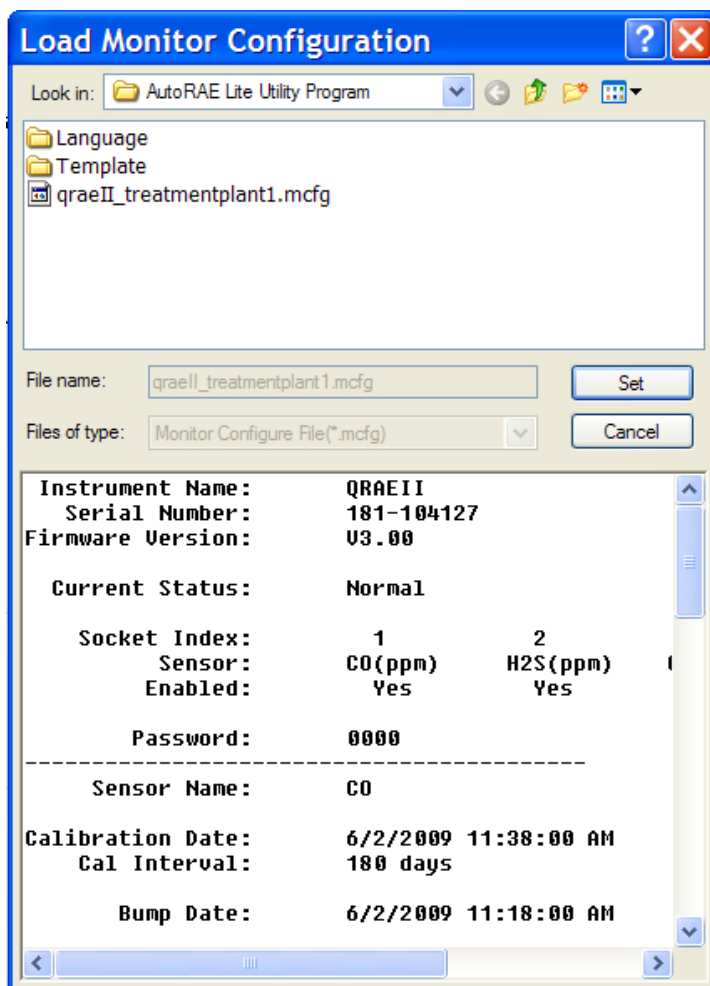 Load Monitor Configuration
Look in: AutoRAE Lite Utility Program
Language
Template
qraeII_treatmentplant1.mcfg
File name: qraeII_treatmentplant1.mcfg Set
Files of type: Monitor Configure File(*.mcfg) Cancel
Instrument Name: QRAEII
Serial Number: 181-104127
Firmware Version: V3.00
Current Status: Normal
Socket Index: 1 2
Sensor: CO(ppm) H2S(ppm)
Enabled: Yes Yes
Password: 0000
------------------------------------------
Sensor Name: CO
Calibration Date: 6/2/2009 11:38:00 AM
Cal Interval: 180 days
Bump Date: 6/2/2009 11:18:00 AM